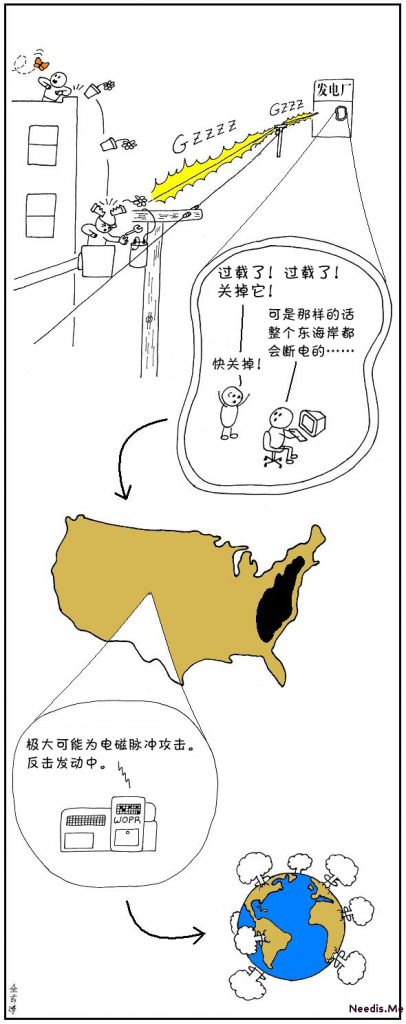 发电厂
GZZZZ
GZZZ
过载了! 过载了!
关掉它!
可是那样的话
整个东海岸都
会断电的……
快关掉!
极大可能为电磁脉冲攻击。
反击发动中。
WOPR
Needis.Me